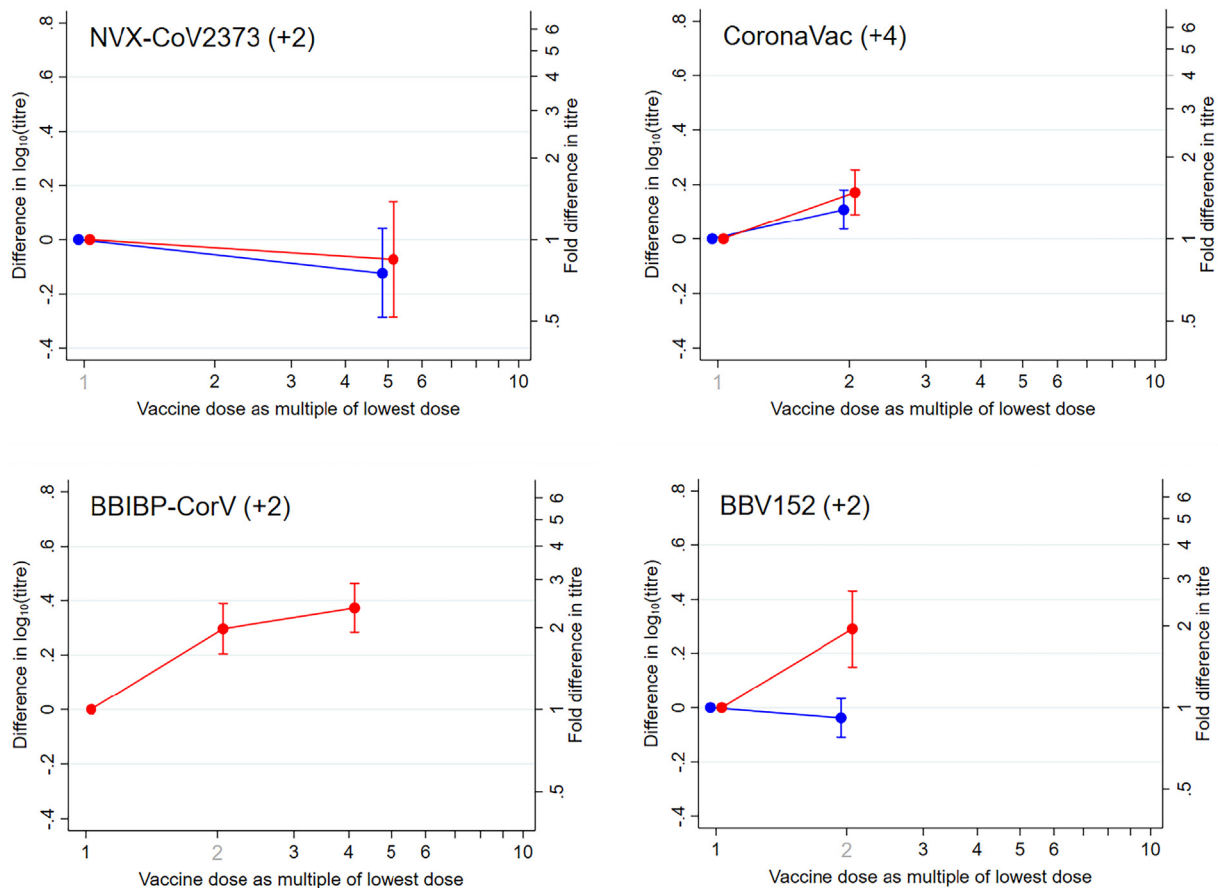 NVX-CoV2373 (+2)
Difference in log₁₀(titre)
.8
.6
.4
.2
0
-.2
-.4
Fold difference in titre
6
5
4
3
2
1
.5
1 2 3 4 5 6 10
Vaccine dose as multiple of lowest dose
CoronaVac (+4)
Difference in log₁₀(titre)
.8
.6
.4
.2
0
-.2
-.4
Fold difference in titre
6
5
4
3
2
1
.5
1 2 3 4 5 6 10
Vaccine dose as multiple of lowest dose
BBIBP-CorV (+2)
Difference in log₁₀(titre)
.8
.6
.4
.2
0
-.2
-.4
Fold difference in titre
6
5
4
3
2
1
.5
1 2 3 4 5 6 10
Vaccine dose as multiple of lowest dose
BBV152 (+2)
Difference in log₁₀(titre)
.8
.6
.4
.2
0
-.2
-.4
Fold difference in titre
6
5
4
3
2
1
.5
1 2 3 4 5 6 10
Vaccine dose as multiple of lowest dose